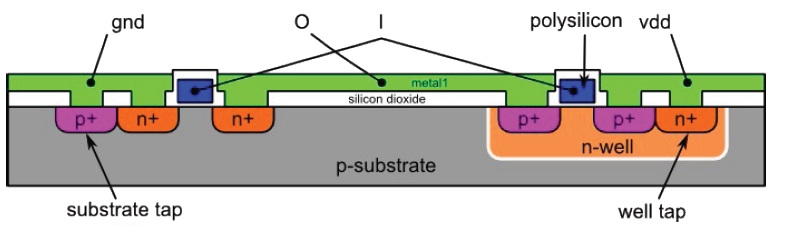 gnd O I polysilicon vdd
metal1
silicon dioxide
p+ n+ n+ p+ p+ n+
n-well
p-substrate
substrate tap well tap